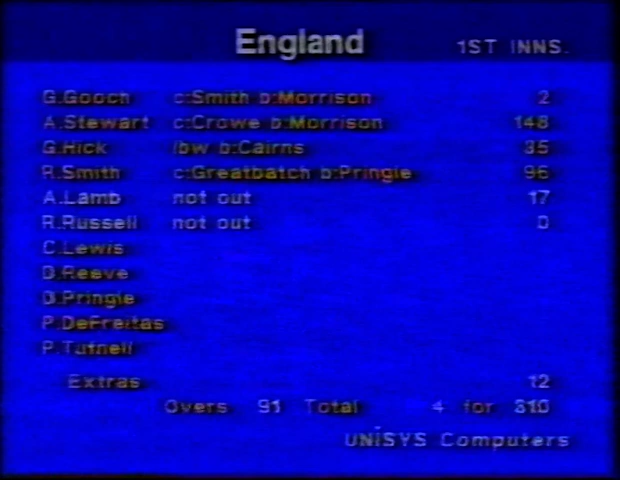 England 1ST INNS.
G.Gooch c:Smith b:Morrison 2
A.Stewart c:Crowe b:Morrison 148
G.Hick lbw b:Cairns 35
R.Smith c:Greatbatch b:Pringle 96
A.Lamb not out 17
R.Russell not out 0
C.Lewis
D.Reeve
D.Pringle
P.DeFreitas
P.Tufnell
Extras 12
Overs 91 Total 4 for 310
UNiSYS Computers